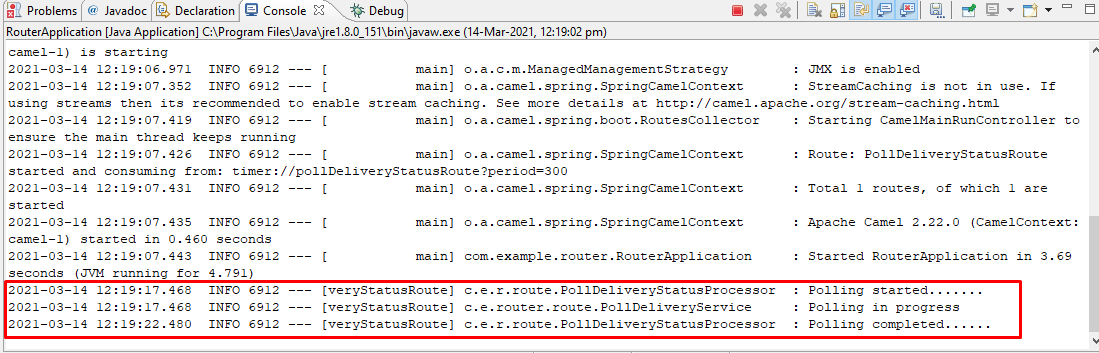 Problems @ Javadoc Declaration Console Debug
RouterApplication [Java Application] C:\Program Files\Java\jre1.8.0_151\bin\javaw.exe (14-Mar-2021, 12:19:02 pm)
camel-1) is starting
2021-03-14 12:19:06.971  INFO 6912 --- [           main] o.a.c.m.ManagedManagementStrategy        : JMX is enabled
2021-03-14 12:19:07.352  INFO 6912 --- [           main] o.a.camel.spring.SpringCamelContext      : StreamCaching is not in use. If
using streams then its recommended to enable stream caching. See more details at http://camel.apache.org/stream-caching.html
2021-03-14 12:19:07.419  INFO 6912 --- [           main] o.a.camel.spring.boot.RoutesCollector    : Starting CamelMainRunController to
ensure the main thread keeps running
2021-03-14 12:19:07.426  INFO 6912 --- [           main] o.a.camel.spring.SpringCamelContext      : Route: PollDeliveryStatusRoute
started and consuming from: timer://pollDeliveryStatusRoute?period=300
2021-03-14 12:19:07.431  INFO 6912 --- [           main] o.a.camel.spring.SpringCamelContext      : Total 1 routes, of which 1 are
started
2021-03-14 12:19:07.435  INFO 6912 --- [           main] o.a.camel.spring.SpringCamelContext      : Apache Camel 2.22.0 (CamelContext:
camel-1) started in 0.460 seconds
2021-03-14 12:19:07.443  INFO 6912 --- [           main] com.example.router.RouterApplication     : Started RouterApplication in 3.69
seconds (JVM running for 4.791)
2021-03-14 12:19:17.468  INFO 6912 --- [veryStatusRoute] c.e.r.route.PollDeliveryStatusProcessor  : Polling started.......
2021-03-14 12:19:17.468  INFO 6912 --- [veryStatusRoute] c.e.router.route.PollDeliveryService     : Polling in progress
2021-03-14 12:19:22.480  INFO 6912 --- [veryStatusRoute] c.e.r.route.PollDeliveryStatusProcessor  : Polling completed......